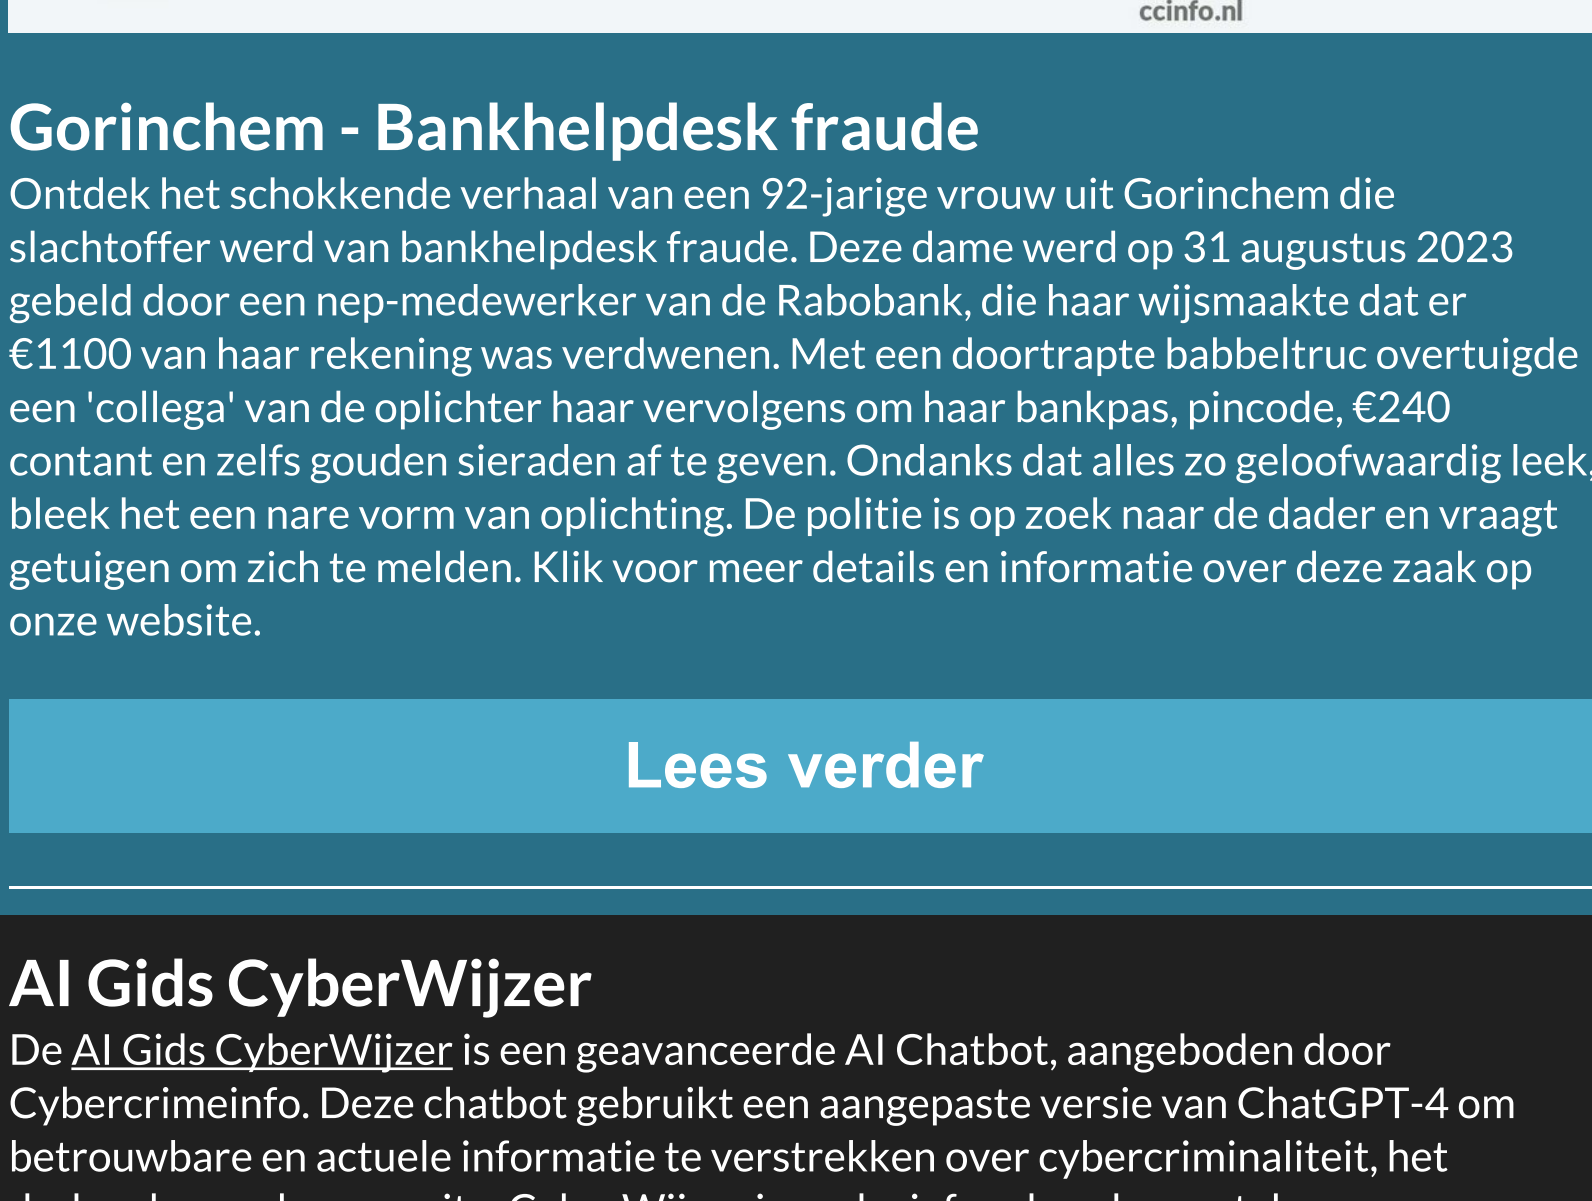 ccinfo.nl
Gorinchem - Bankhelpdesk fraude
Ontdek het schokkende verhaal van een 92-jarige vrouw uit Gorinchem die
slachtoffer werd van bankhelpdesk fraude. Deze dame werd op 31 augustus 2023
gebeld door een nep-medewerker van de Rabobank, die haar wijsmaakte dat er
€1100 van haar rekening was verdwenen. Met een doortrapte babbeltruc overtuigde
een 'collega' van de oplichter haar vervolgens om haar bankpas, pincode, €240
contant en zelfs gouden sieraden af te geven. Ondanks dat alles zo geloofwaardig leek,
bleek het een nare vorm van oplichting. De politie is op zoek naar de dader en vraagt
getuigen om zich te melden. Klik voor meer details en informatie over deze zaak op
onze website.
Lees verder
AI Gids CyberWijzer
De AI Gids CyberWijzer is een geavanceerde AI Chatbot, aangeboden door
Cybercrimeinfo. Deze chatbot gebruikt een aangepaste versie van ChatGPT-4 om
betrouwbare en actuele informatie te verstrekken over cybercriminaliteit, het